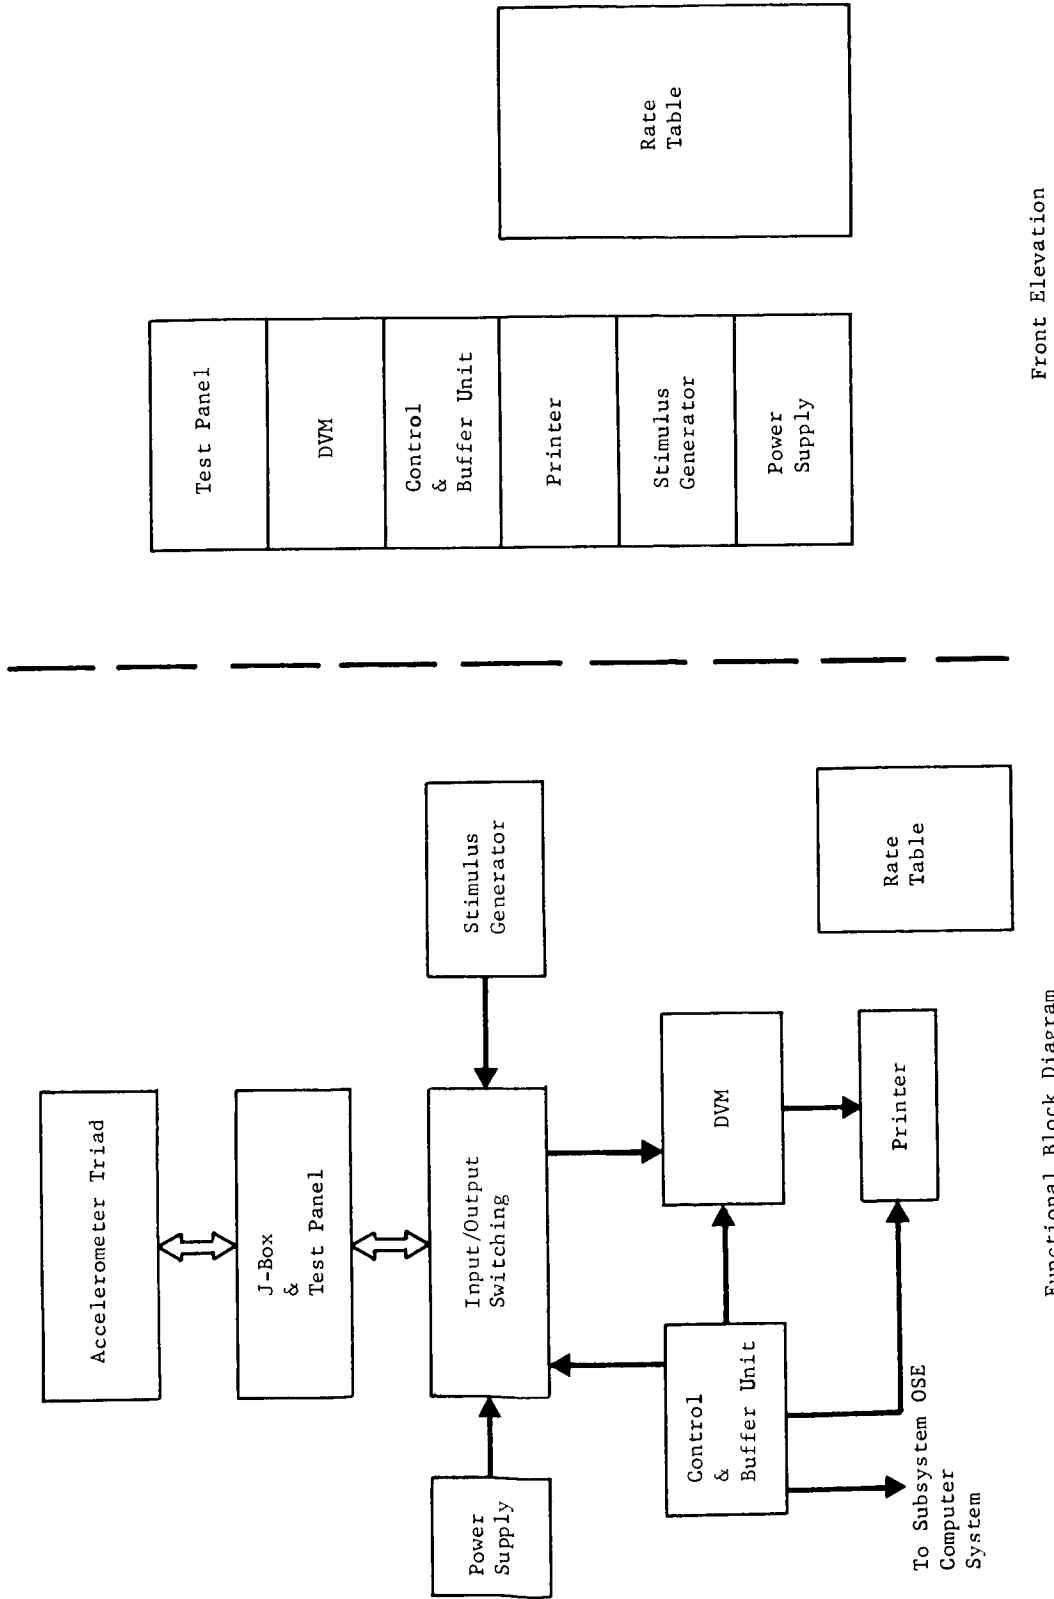 Accelerometer Triad
J-Box
&
Test Panel
Power
Supply
Input/Output
Switching
Stimulus
Generator
Control
&
Buffer Unit
DVM
Printer
Rate
Table
To Subsystem OSE
Computer
System
Functional Block Diagram
Test Panel
DVM
Control
&
Buffer Unit
Printer
Stimulus
Generator
Power
Supply
Rate
Table
Front Elevation